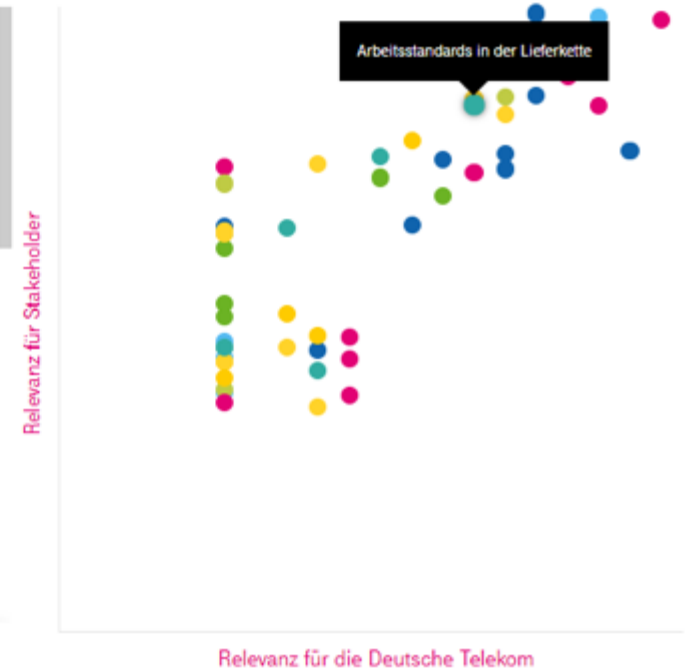 Arbeitsstandards in der Lieferkette
Relevanz für Stakeholder
Relevanz für die Deutsche Telekom